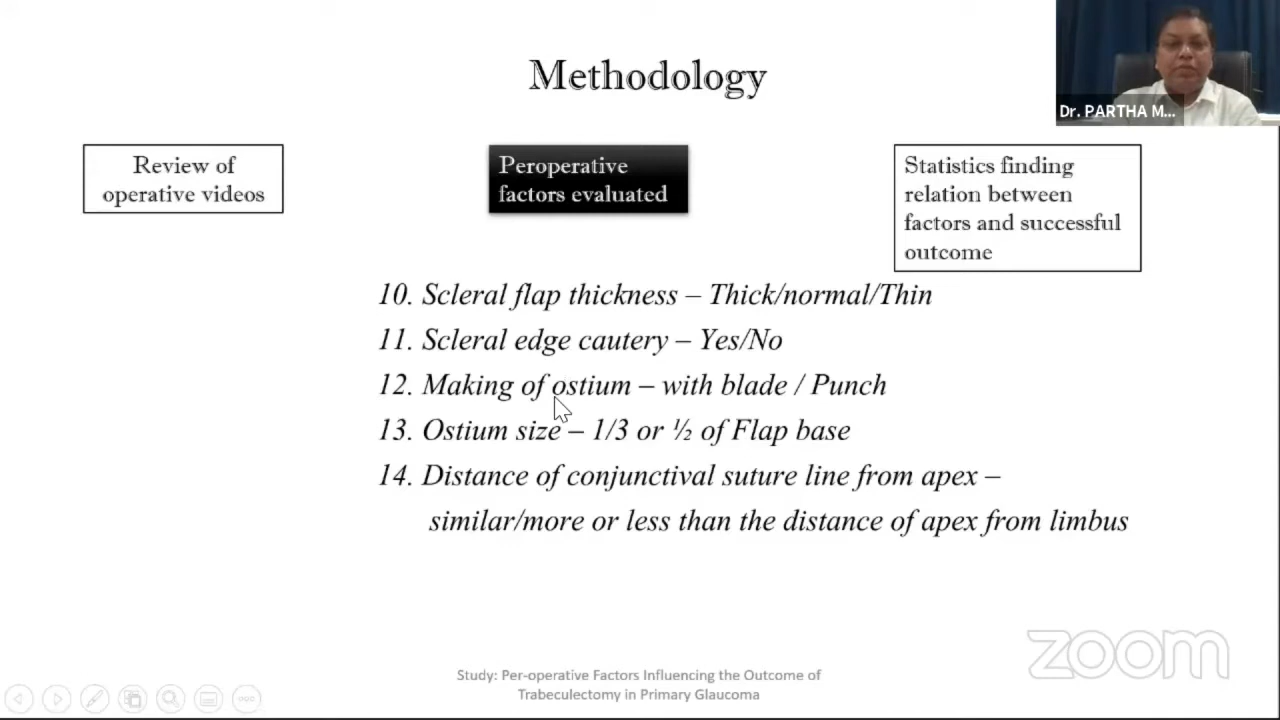 Methodology
Dr. PARTHA M...
Review of
operative videos
Peroperative
factors evaluated
Statistics finding
relation between
factors and successful
outcome
10. Scleral flap thickness – Thick/normal/Thin
11. Scleral edge cautery – Yes/No
12. Making of ostium – with blade / Punch
13. Ostium size – 1/3 or ½ of Flap base
14. Distance of conjunctival suture line from apex –
similar/more or less than the distance of apex from limbus
zoom
Study: Per-operative Factors Influencing the Outcome of
Trabeculectomy in Primary Glaucoma